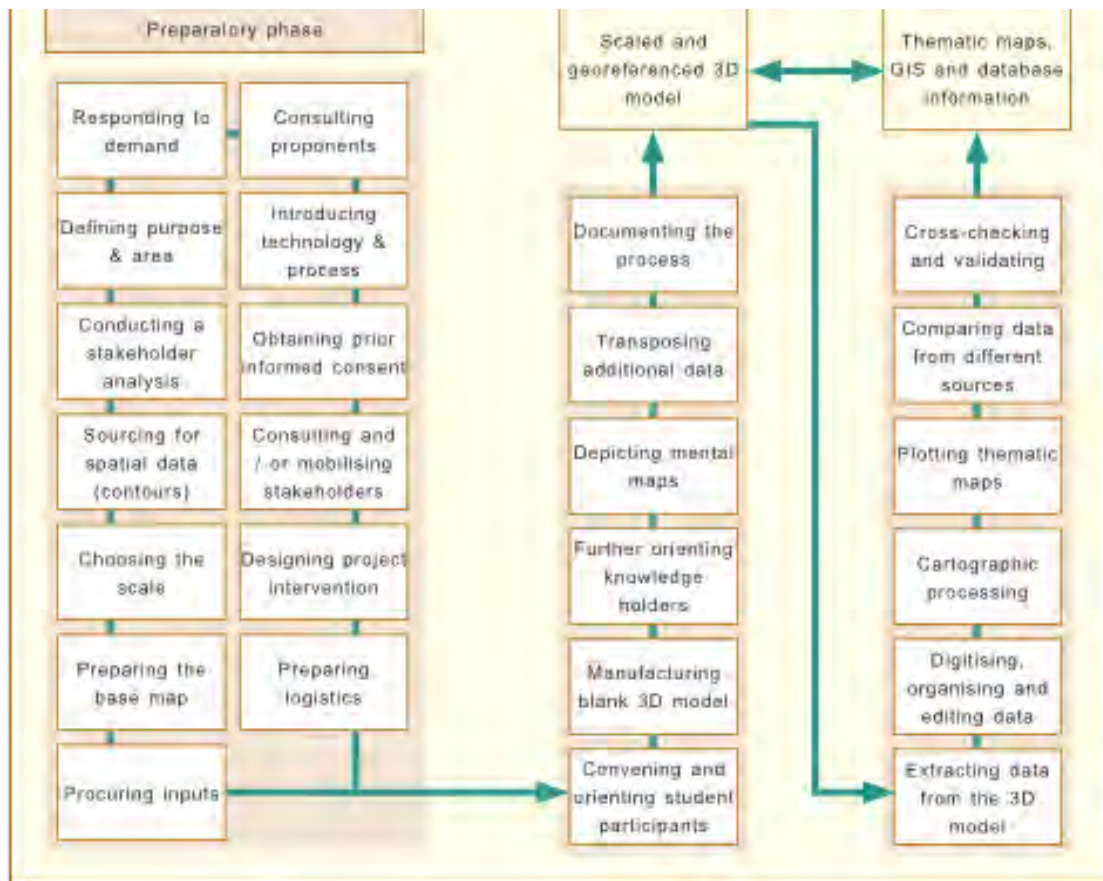 Preparatory phase
Responding to
demand
Defining purpose
& area
Conducting a
stakeholder
analysis
Sourcing for
spatial data
(contours)
Choosing the
scale
Preparing the
base map
Procuring inputs
Consulting
proponents
Introducing
technology &
process
Obtaining prior
informed consent
Consulting and
/ or mobilising
stakeholders
Designing project
intervention
Preparing
logistics
Scaled and
georeferenced 3D
model
Documenting the
process
Transposing
additional data
Depicting mental
maps
Further orienting
knowledge
holders
Manufacturing
blank 3D model
Convening and
orienting student
participants
Thematic maps,
GIS and database
information
Cross-checking
and validating
Comparing data
from different
sources
Plotting thematic
maps
Cartographic
processing
Digitising,
organising and
editing data
Extracting data
from the 3D
model